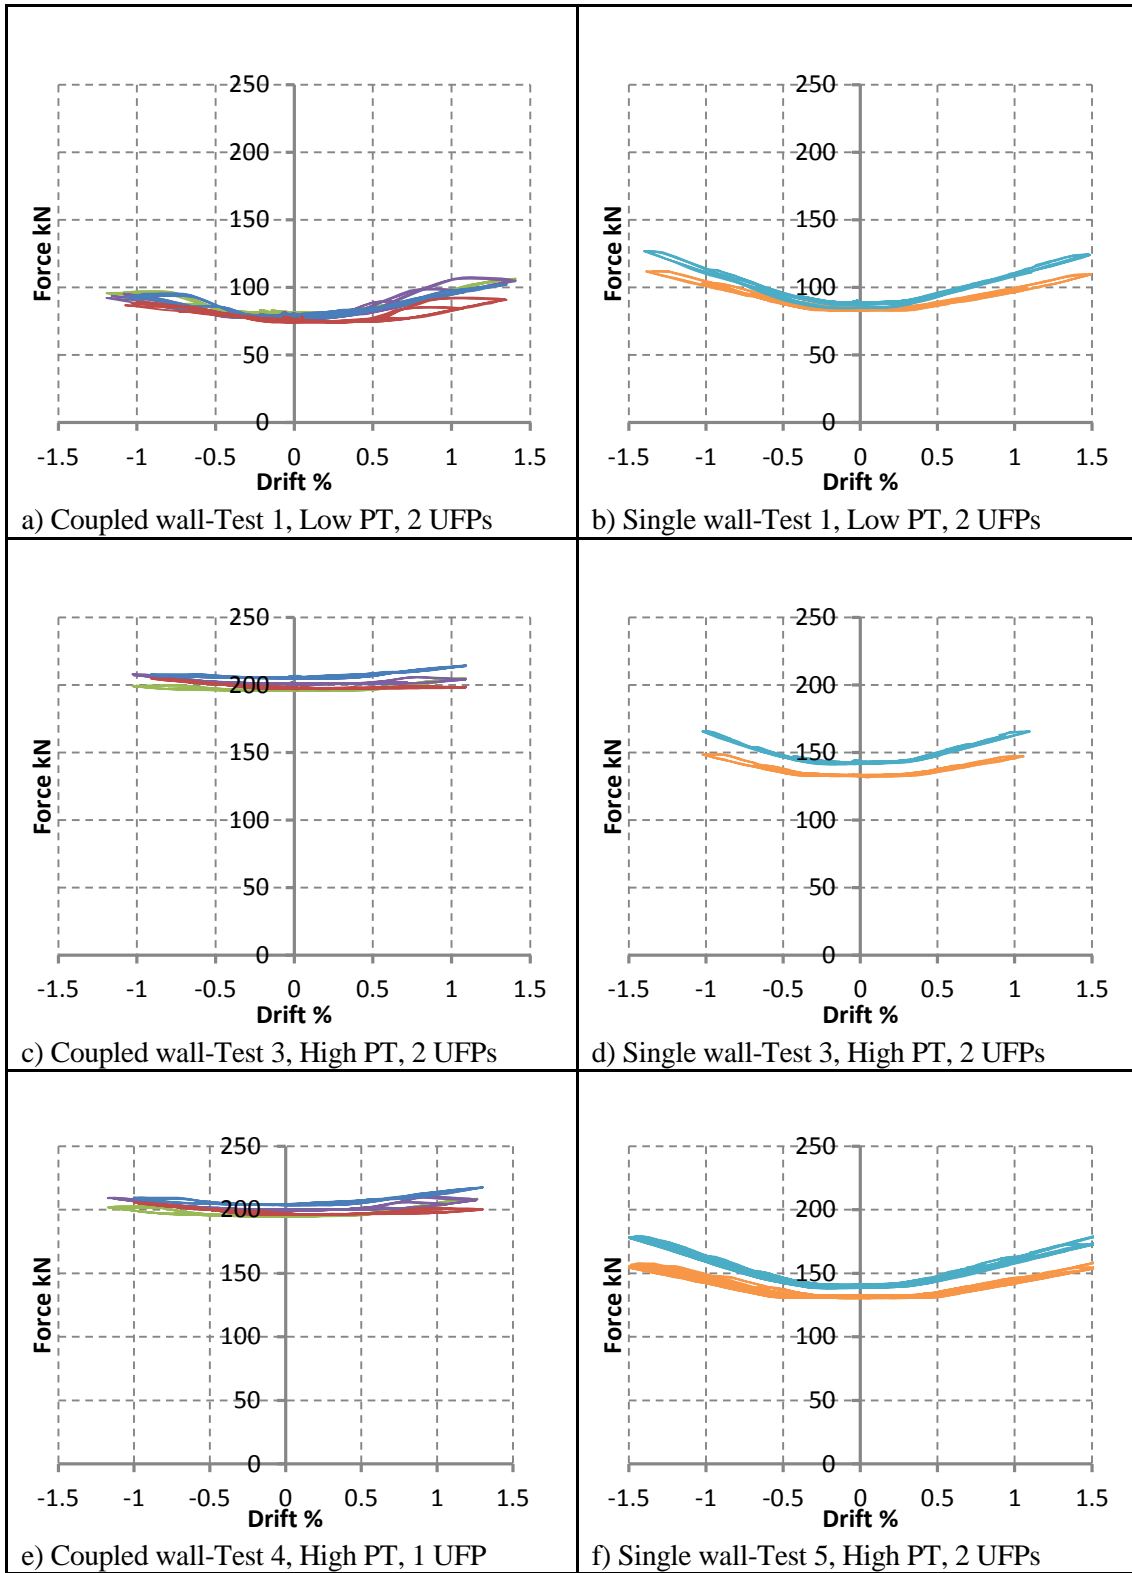 250
200
150
100
50
0
Force kN
-1.5 -1 -0.5 0 0.5 1 1.5
Drift %
a) Coupled wall-Test 1, Low PT, 2 UFPs
250
200
150
100
50
0
Force kN
-1.5 -1 -0.5 0 0.5 1 1.5
Drift %
b) Single wall-Test 1, Low PT, 2 UFPs
250
200
150
100
50
0
Force kN
-1.5 -1 -0.5 0 0.5 1 1.5
Drift %
c) Coupled wall-Test 3, High PT, 2 UFPs
250
200
150
100
50
0
Force kN
-1.5 -1 -0.5 0 0.5 1 1.5
Drift %
d) Single wall-Test 3, High PT, 2 UFPs
250
200
150
100
50
0
Force kN
-1.5 -1 -0.5 0 0.5 1 1.5
Drift %
e) Coupled wall-Test 4, High PT, 1 UFP
250
200
150
100
50
0
Force kN
-1.5 -1 -0.5 0 0.5 1 1.5
Drift %
f) Single wall-Test 5, High PT, 2 UFPs